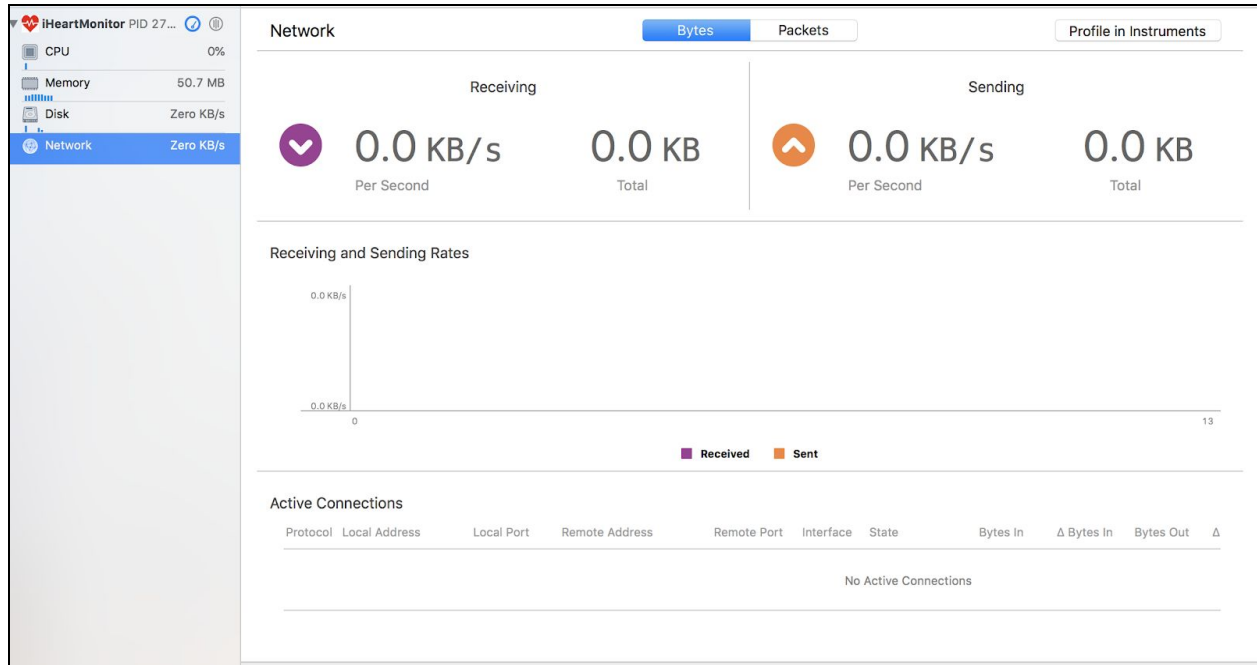 iHeartMonitor PID 27...
CPU 0%
Memory 50.7 MB
Disk Zero KB/s
Network Zero KB/s
Network Bytes Packets Profile in Instruments
Receiving Sending
0.0 KB/s 0.0 KB 0.0 KB/s 0.0 KB
Per Second Total Per Second Total
Receiving and Sending Rates
0.0 KB/s
0.0 KB/s
0 13
Received Sent
Active Connections
Protocol Local Address Local Port Remote Address Remote Port Interface State Bytes In Δ Bytes In Bytes Out Δ
No Active Connections